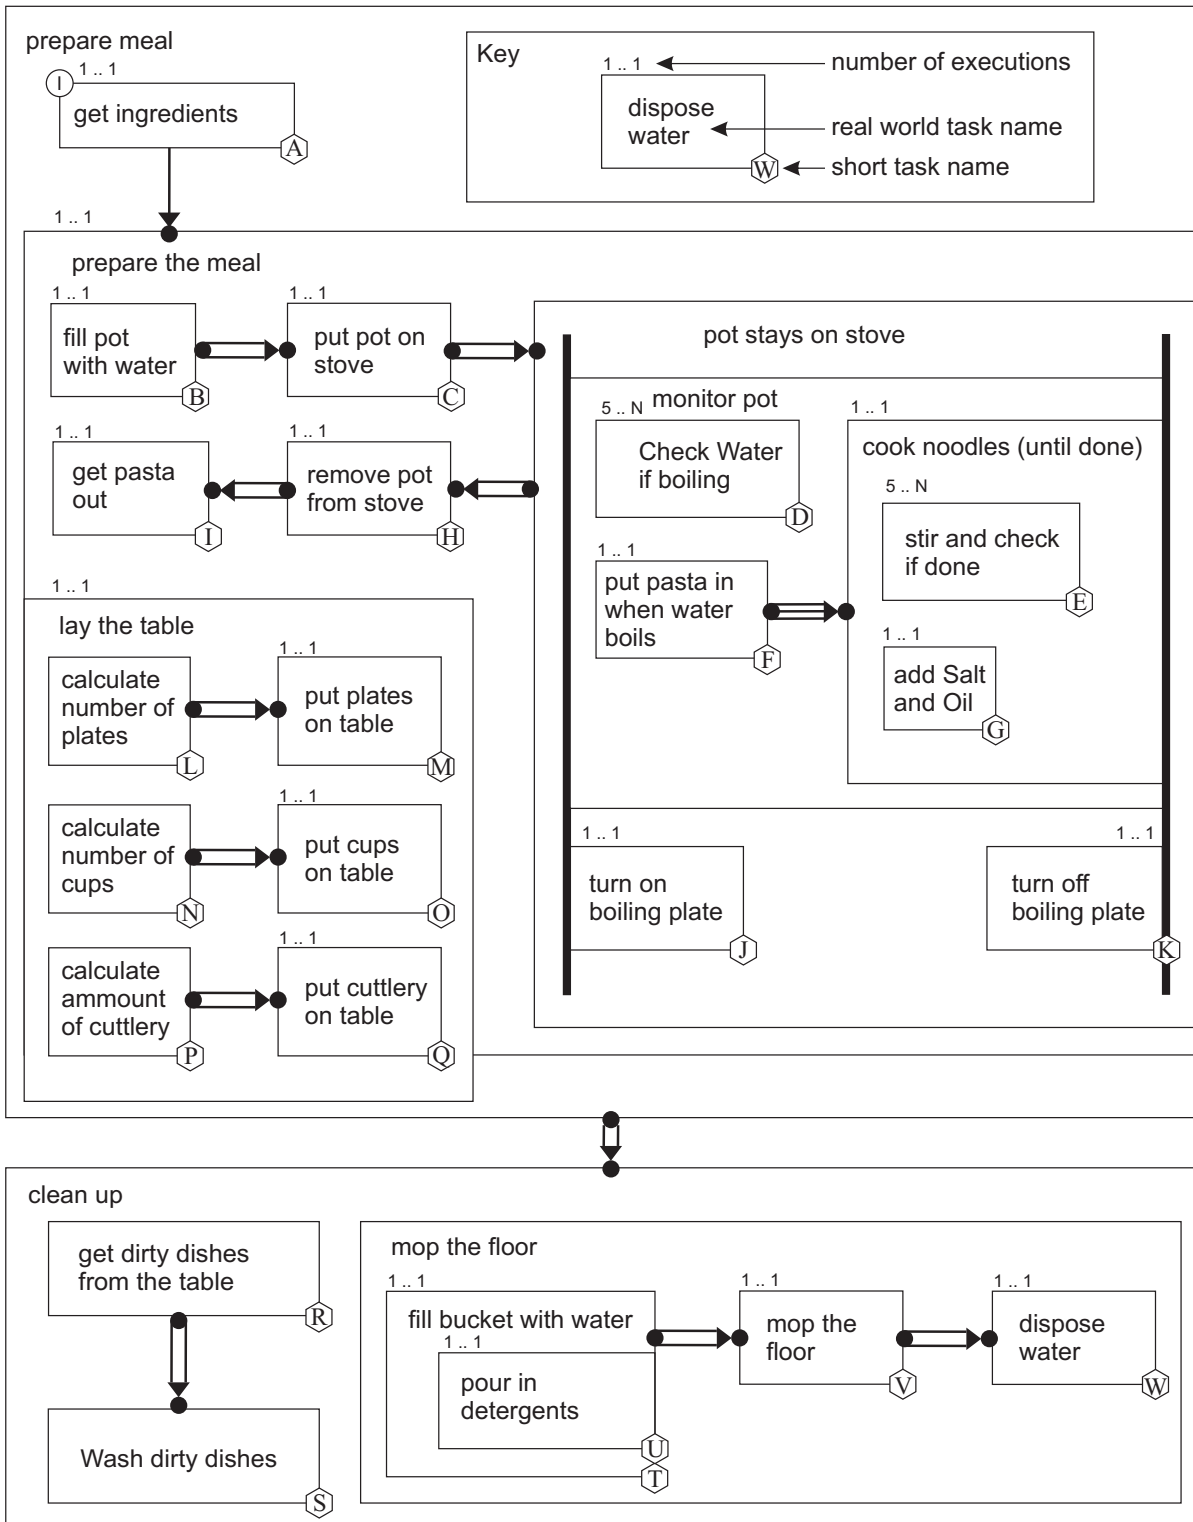 prepare meal
1 .. 1
I
get ingredients
A
Key
1 .. 1
number of executions
dispose
water
real world task name
W
short task name
1 .. 1
prepare the meal
1 .. 1
fill pot
with water
B
1 .. 1
put pot on
stove
C
pot stays on stove
monitor pot
5 .. N
Check Water
if boiling
D
1 .. 1
cook noodles (until done)
5 .. N
stir and check
if done
E
1 .. 1
get pasta
out
I
1 .. 1
remove pot
from stove
H
1 .. 1
put pasta in
when water
boils
F
1 .. 1
add Salt
and Oil
G
1 .. 1
lay the table
calculate
number of
plates
L
1 .. 1
put plates
on table
M
calculate
number of
cups
N
1 .. 1
put cups
on table
O
1 .. 1
turn on
boiling plate
J
1 .. 1
turn off
boiling plate
K
calculate
ammount
of cuttlery
P
1 .. 1
put cuttlery
on table
Q
clean up
get dirty dishes
from the table
R
Wash dirty dishes
S
mop the floor
1 .. 1
fill bucket with water
1 .. 1
pour in
detergents
U
T
1 .. 1
mop the
floor
V
1 .. 1
dispose
water
W